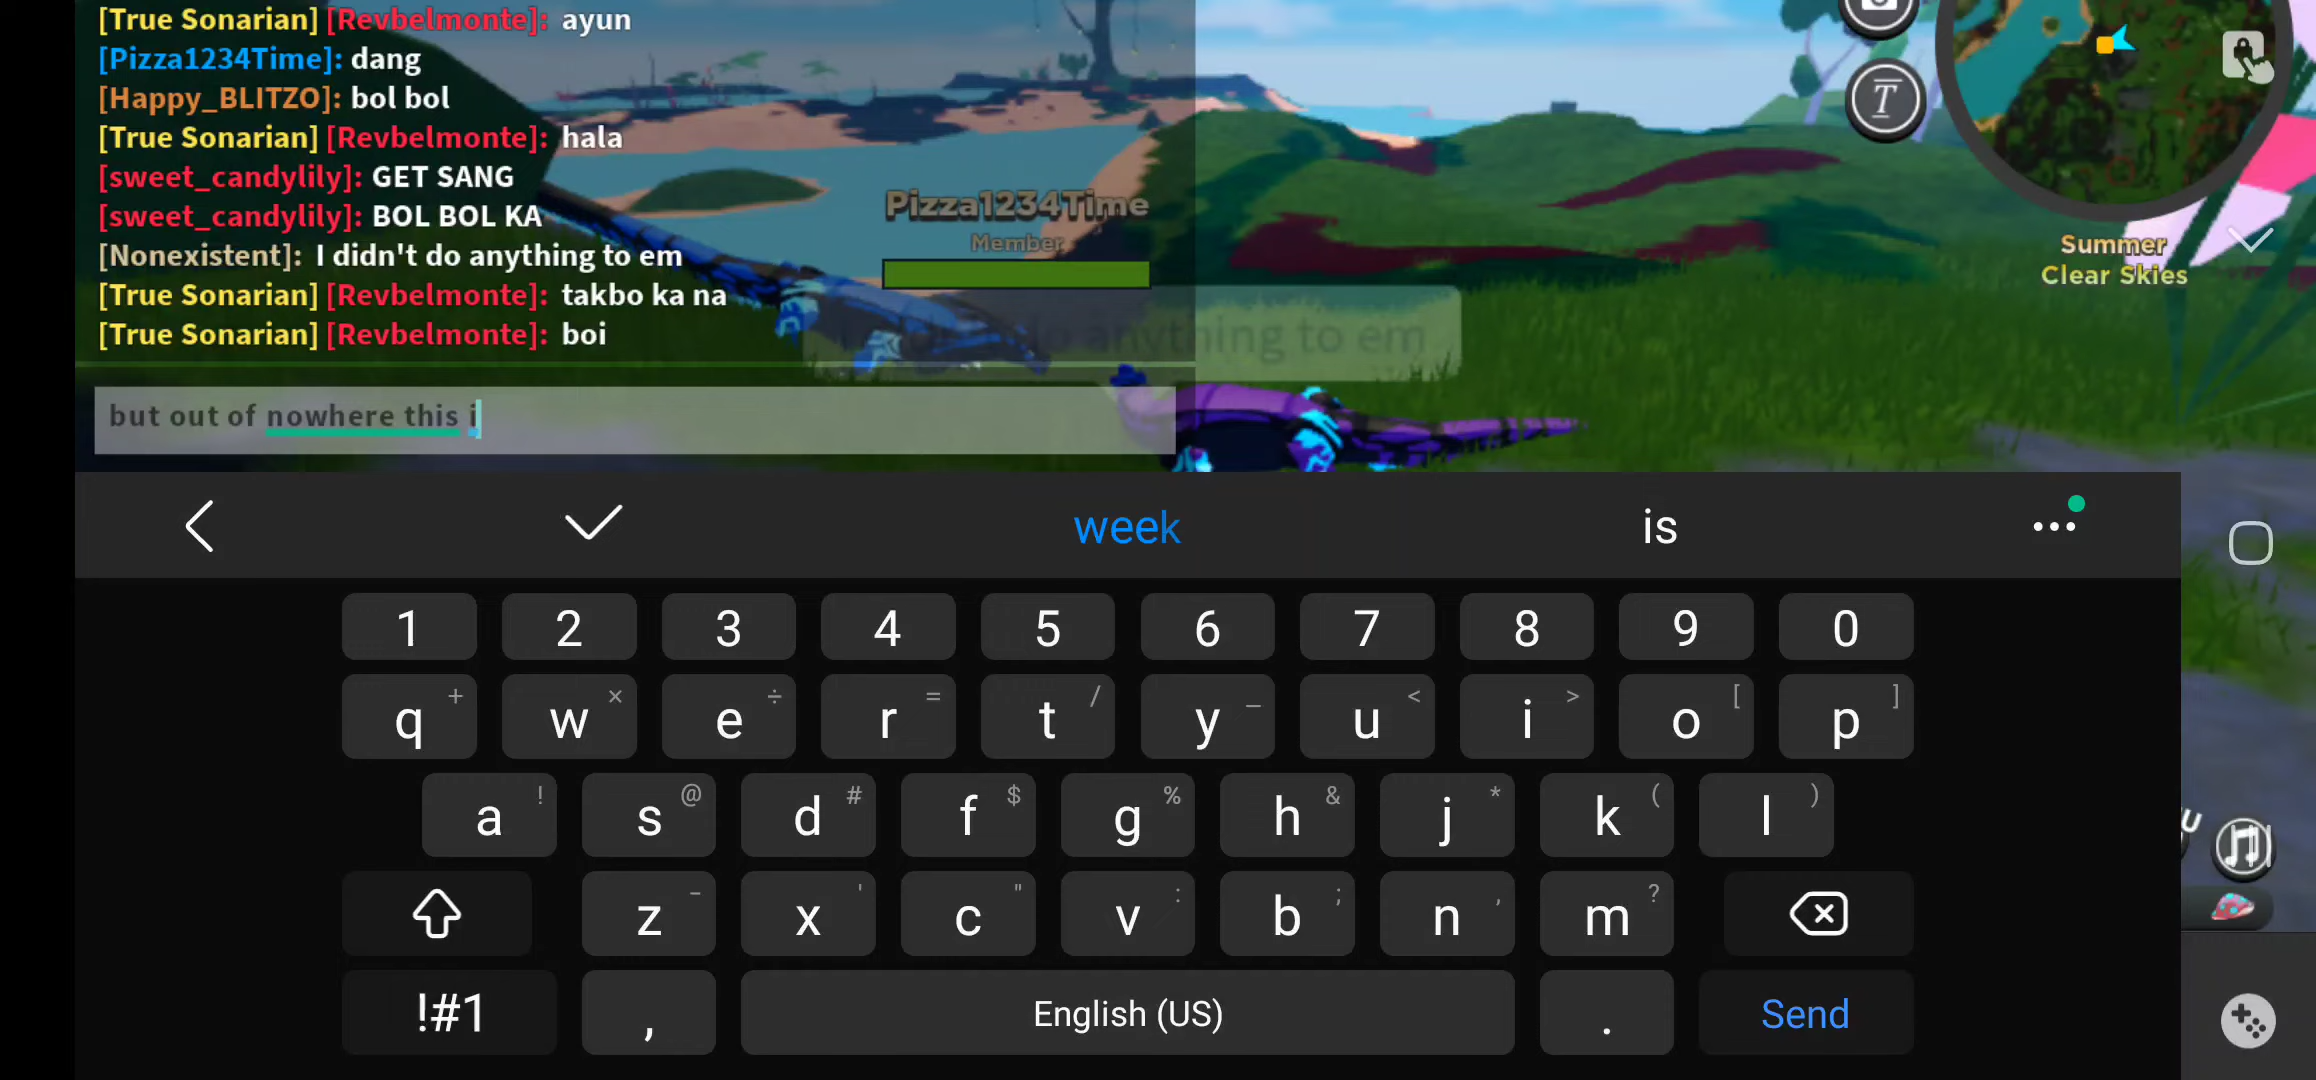 [True Sonarian] [Revbelmonte]: ayun
[Pizza1234Time]: dang
[Happy_BLITZO]: bol bol
[True Sonarian] [Revbelmonte]: hala
[sweet_candylily]: GET SANG
[sweet_candylily]: BOL BOL KA
[Nonexistent]: I didn't do anything to em
[True Sonarian] [Revbelmonte]: takbo ka na
[True Sonarian] [Revbelmonte]: boi
Pizza1234Time
Member
anything to em
T
Summer
Clear Skies
but out of nowhere this i
week is
1 2 3 4 5 6 7 8 9 0
q + w × e ÷ r = t / y _ u < i > o [ p ]
a ! s @ d # f $ g % h & j * k ( l )
z - x ' c " v : b ; n , m ?
!#1 , English (US) . Send